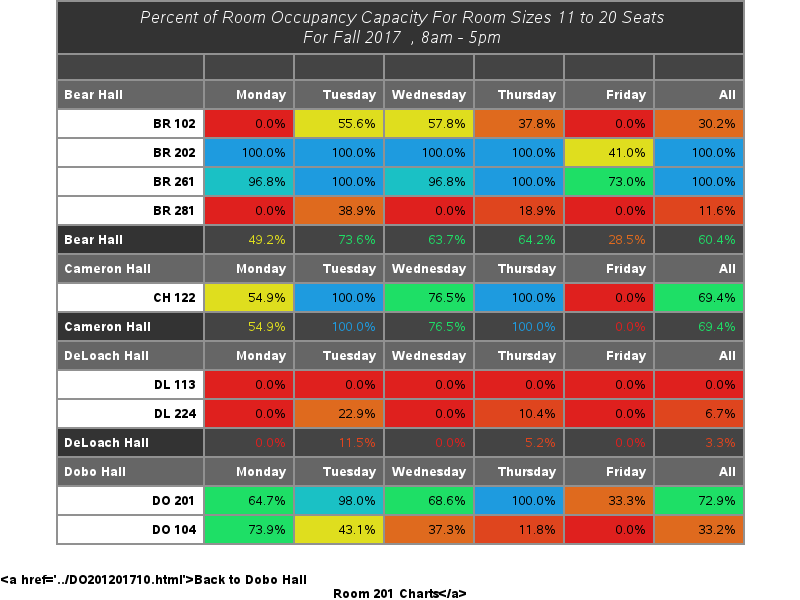 Percent of Room Occupancy Capacity For Room Sizes 11 to 20 Seats
For Fall 2017 , 8am - 5pm
Bear Hall Monday Tuesday Wednesday Thursday Friday All
BR 102 0.0% 55.6% 57.8% 37.8% 0.0% 30.2%
BR 202 100.0% 100.0% 100.0% 100.0% 41.0% 100.0%
BR 261 96.8% 100.0% 96.8% 100.0% 73.0% 100.0%
BR 281 0.0% 38.9% 0.0% 18.9% 0.0% 11.6%
Bear Hall 49.2% 73.6% 63.7% 64.2% 28.5% 60.4%
Cameron Hall Monday Tuesday Wednesday Thursday Friday All
CH 122 54.9% 100.0% 76.5% 100.0% 0.0% 69.4%
Cameron Hall 54.9% 100.0% 76.5% 100.0% 0.0% 69.4%
DeLoach Hall Monday Tuesday Wednesday Thursday Friday All
DL 113 0.0% 0.0% 0.0% 0.0% 0.0% 0.0%
DL 224 0.0% 22.9% 0.0% 10.4% 0.0% 6.7%
DeLoach Hall 0.0% 11.5% 0.0% 5.2% 0.0% 3.3%
Dobo Hall Monday Tuesday Wednesday Thursday Friday All
DO 201 64.7% 98.0% 68.6% 100.0% 33.3% 72.9%
DO 104 73.9% 43.1% 37.3% 11.8% 0.0% 33.2%
<a href='../DO201201710.html'>Back to Dobo Hall
Room 201 Charts</a>